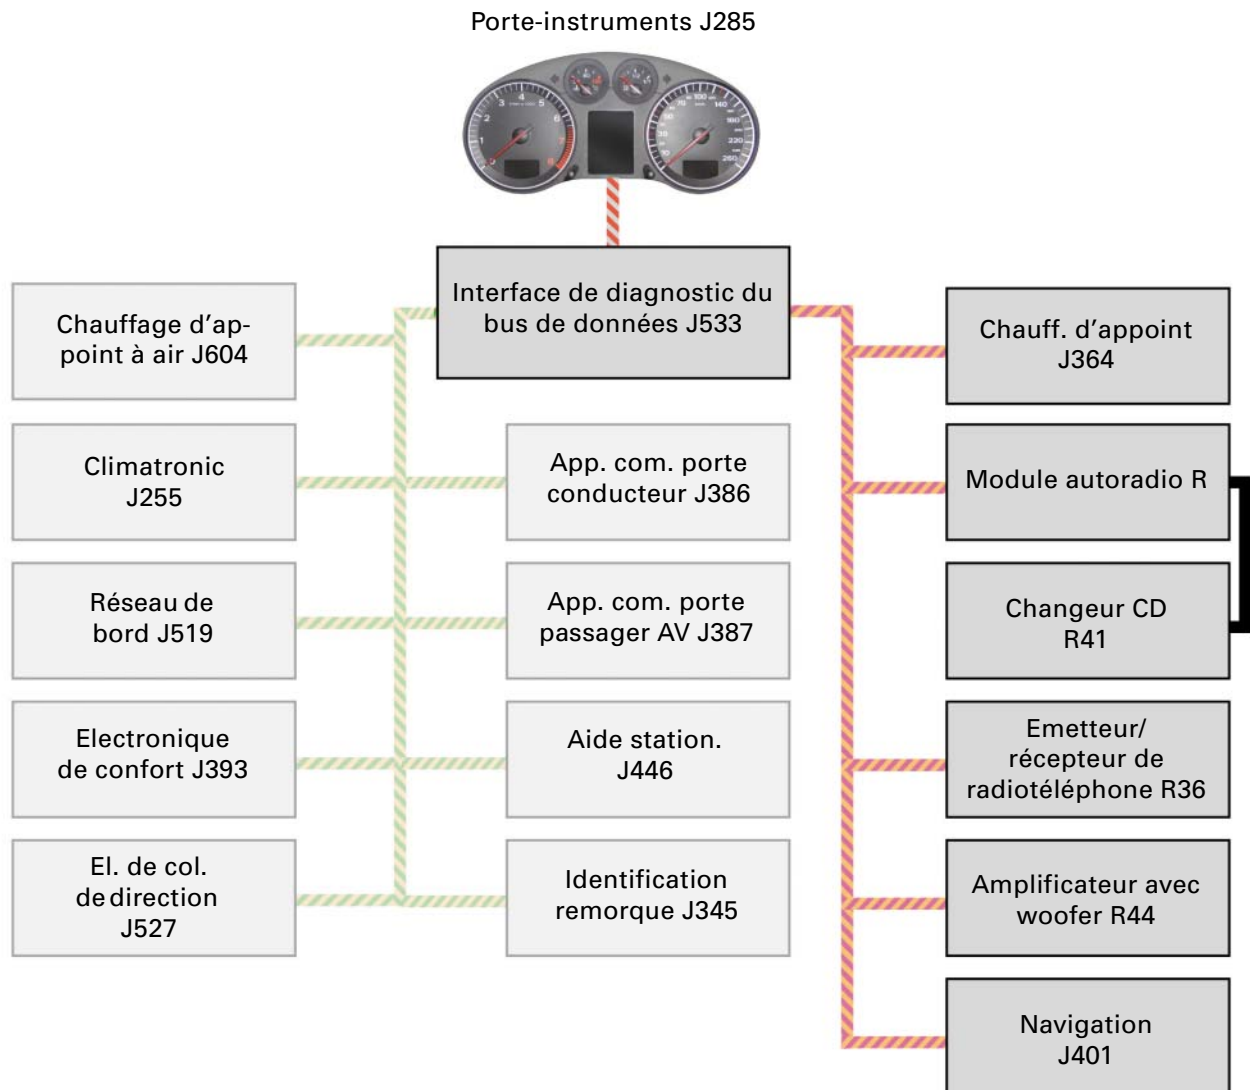 Porte-instruments J285
Interface de diagnostic du
bus de données J533
Chauffage d’ap-
point à air J604
Chauff. d’appoint
J364
Climatronic
J255
App. com. porte
conducteur J386
Module autoradio R
Réseau de
bord J519
App. com. porte
passager AV J387
Changeur CD
R41
Electronique
de confort J393
Aide station.
J446
Emetteur/
récepteur de
radiotéléphone R36
El. de col.
de direction
J527
Identification
remorque J345
Amplificateur avec
woofer R44
Navigation
J401